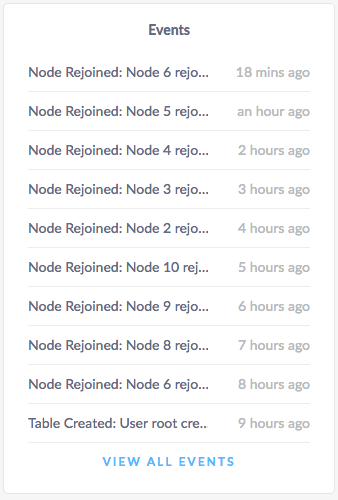 Events
Node Rejoined: Node 6 rejo... 18 mins ago
Node Rejoined: Node 5 rejo... an hour ago
Node Rejoined: Node 4 rejo... 2 hours ago
Node Rejoined: Node 3 rejo... 3 hours ago
Node Rejoined: Node 2 rejo... 4 hours ago
Node Rejoined: Node 10 rej... 5 hours ago
Node Rejoined: Node 9 rejo... 6 hours ago
Node Rejoined: Node 8 rejo... 7 hours ago
Node Rejoined: Node 6 rejo... 8 hours ago
Table Created: User root cre... 9 hours ago
VIEW ALL EVENTS